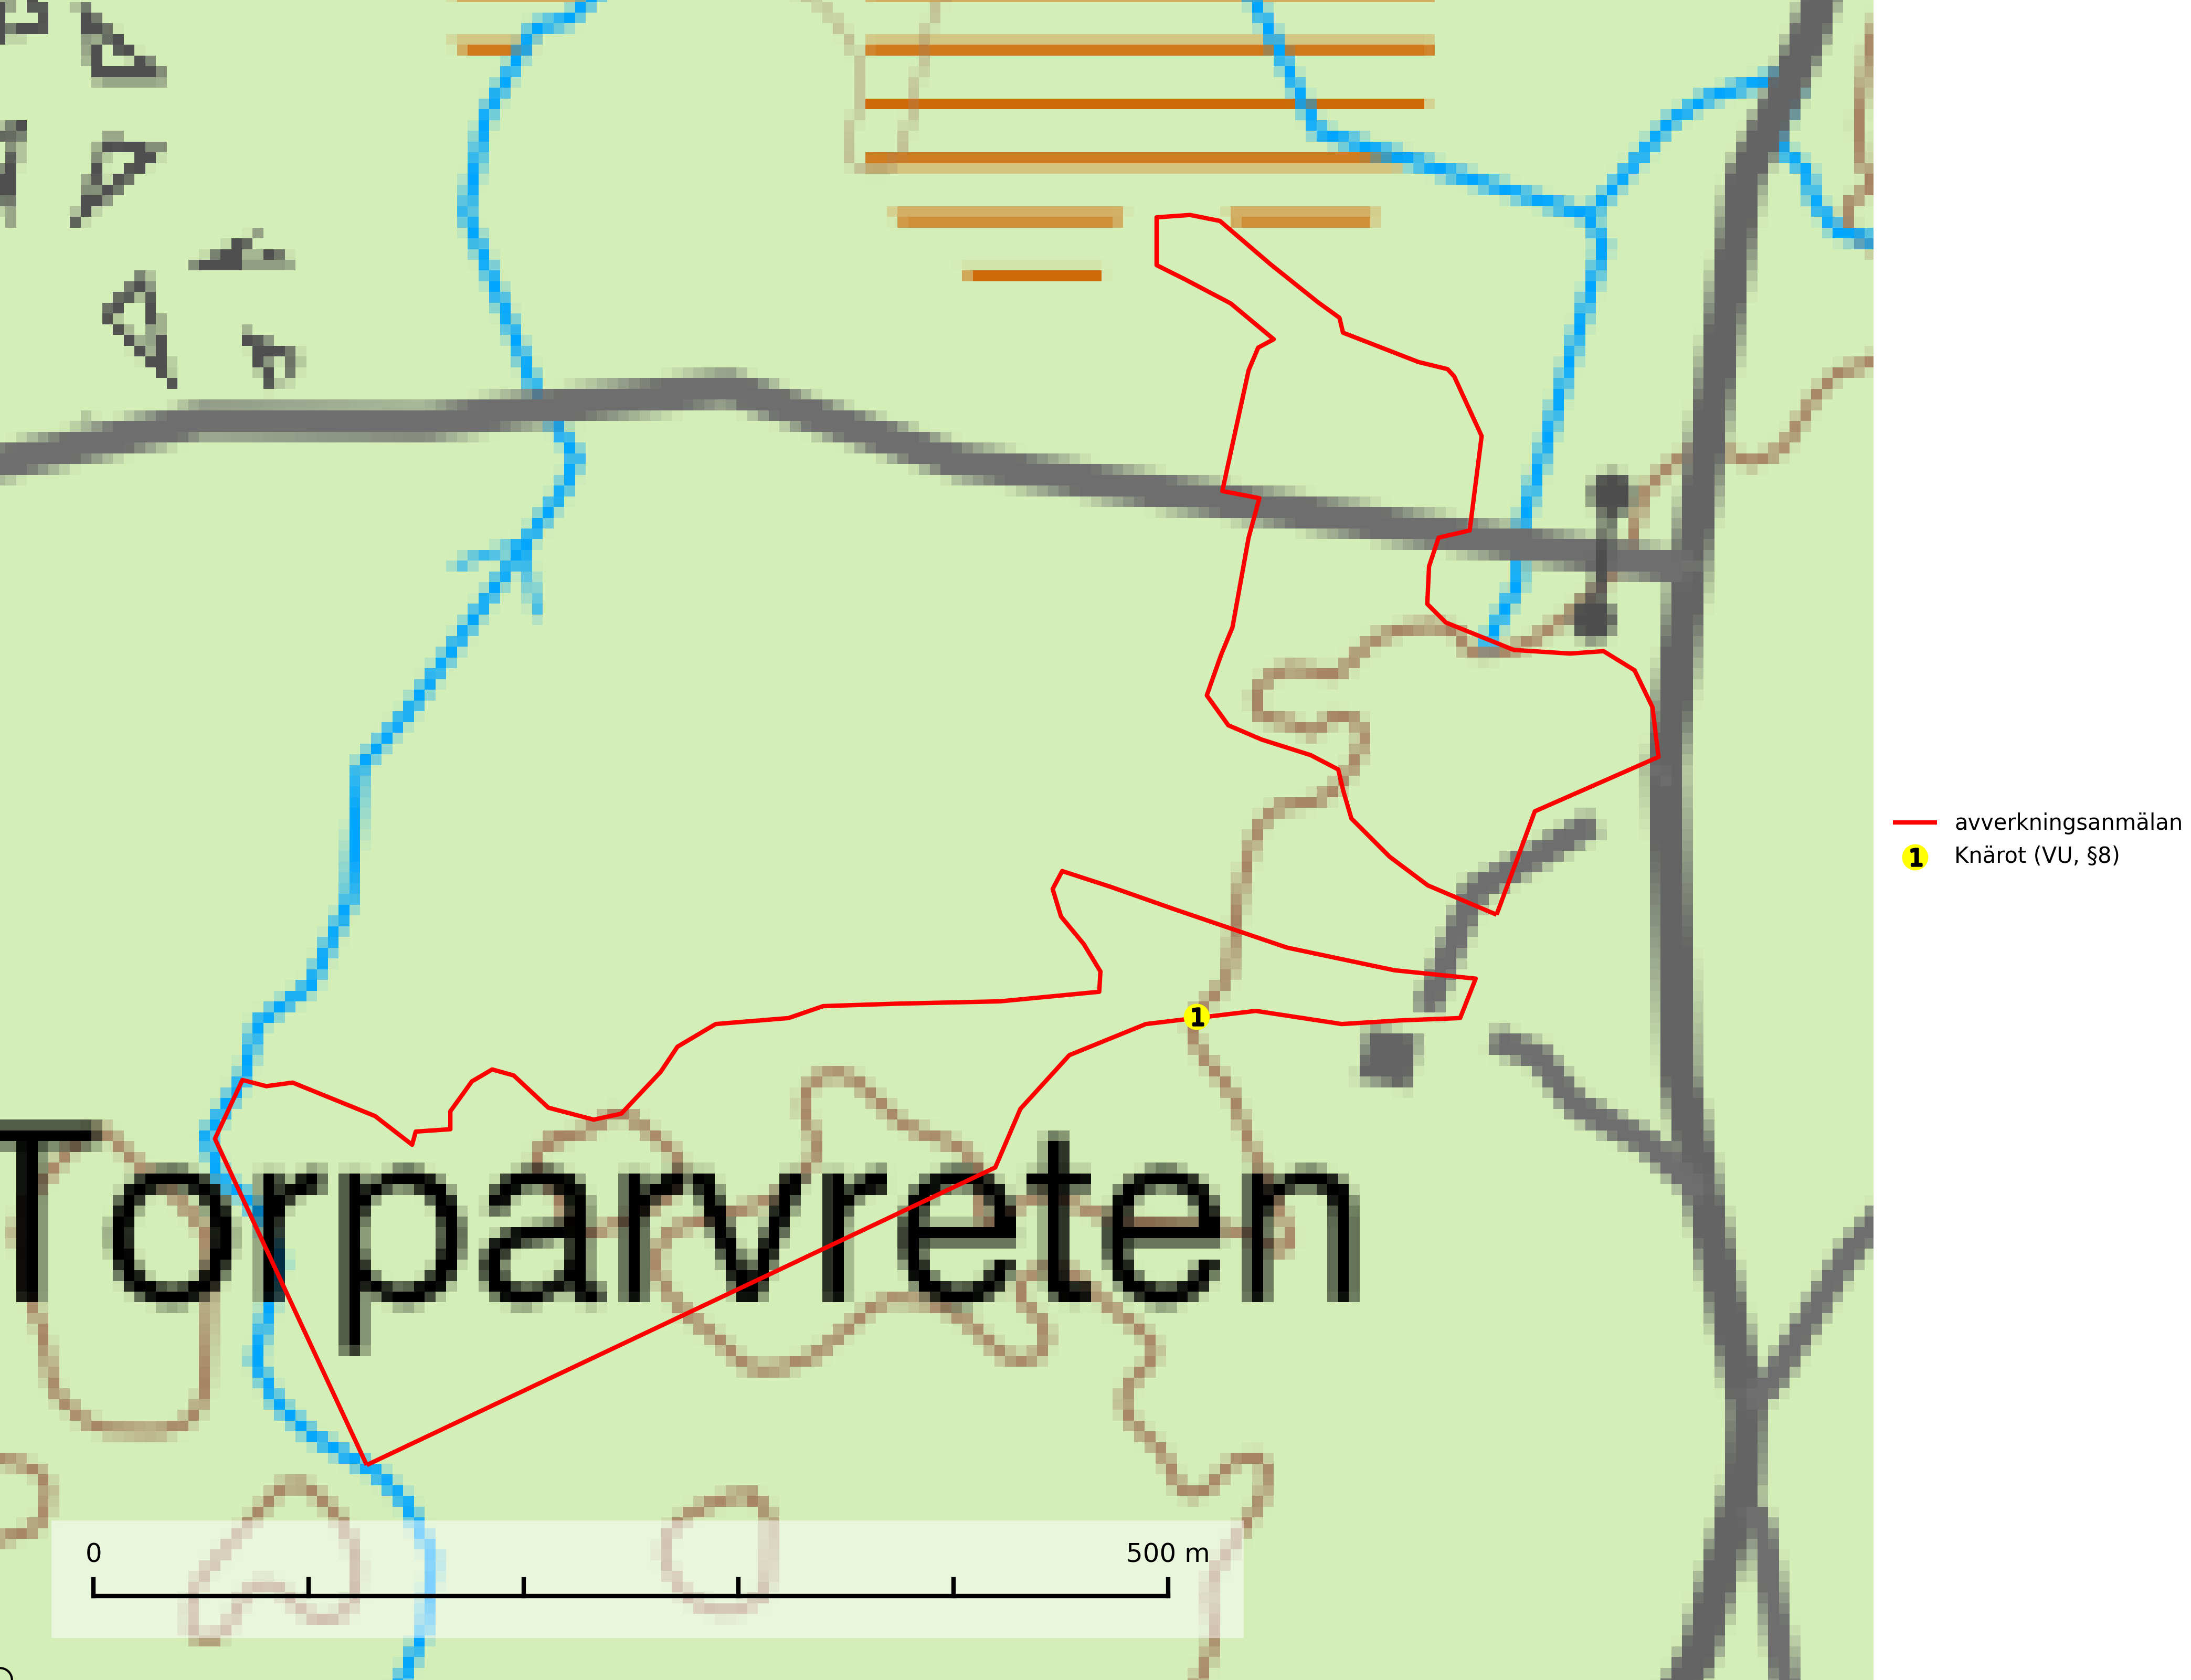 avverkningsanmälan
1 Knärot (VU, §8)
1
Torparvreten
0 500 m